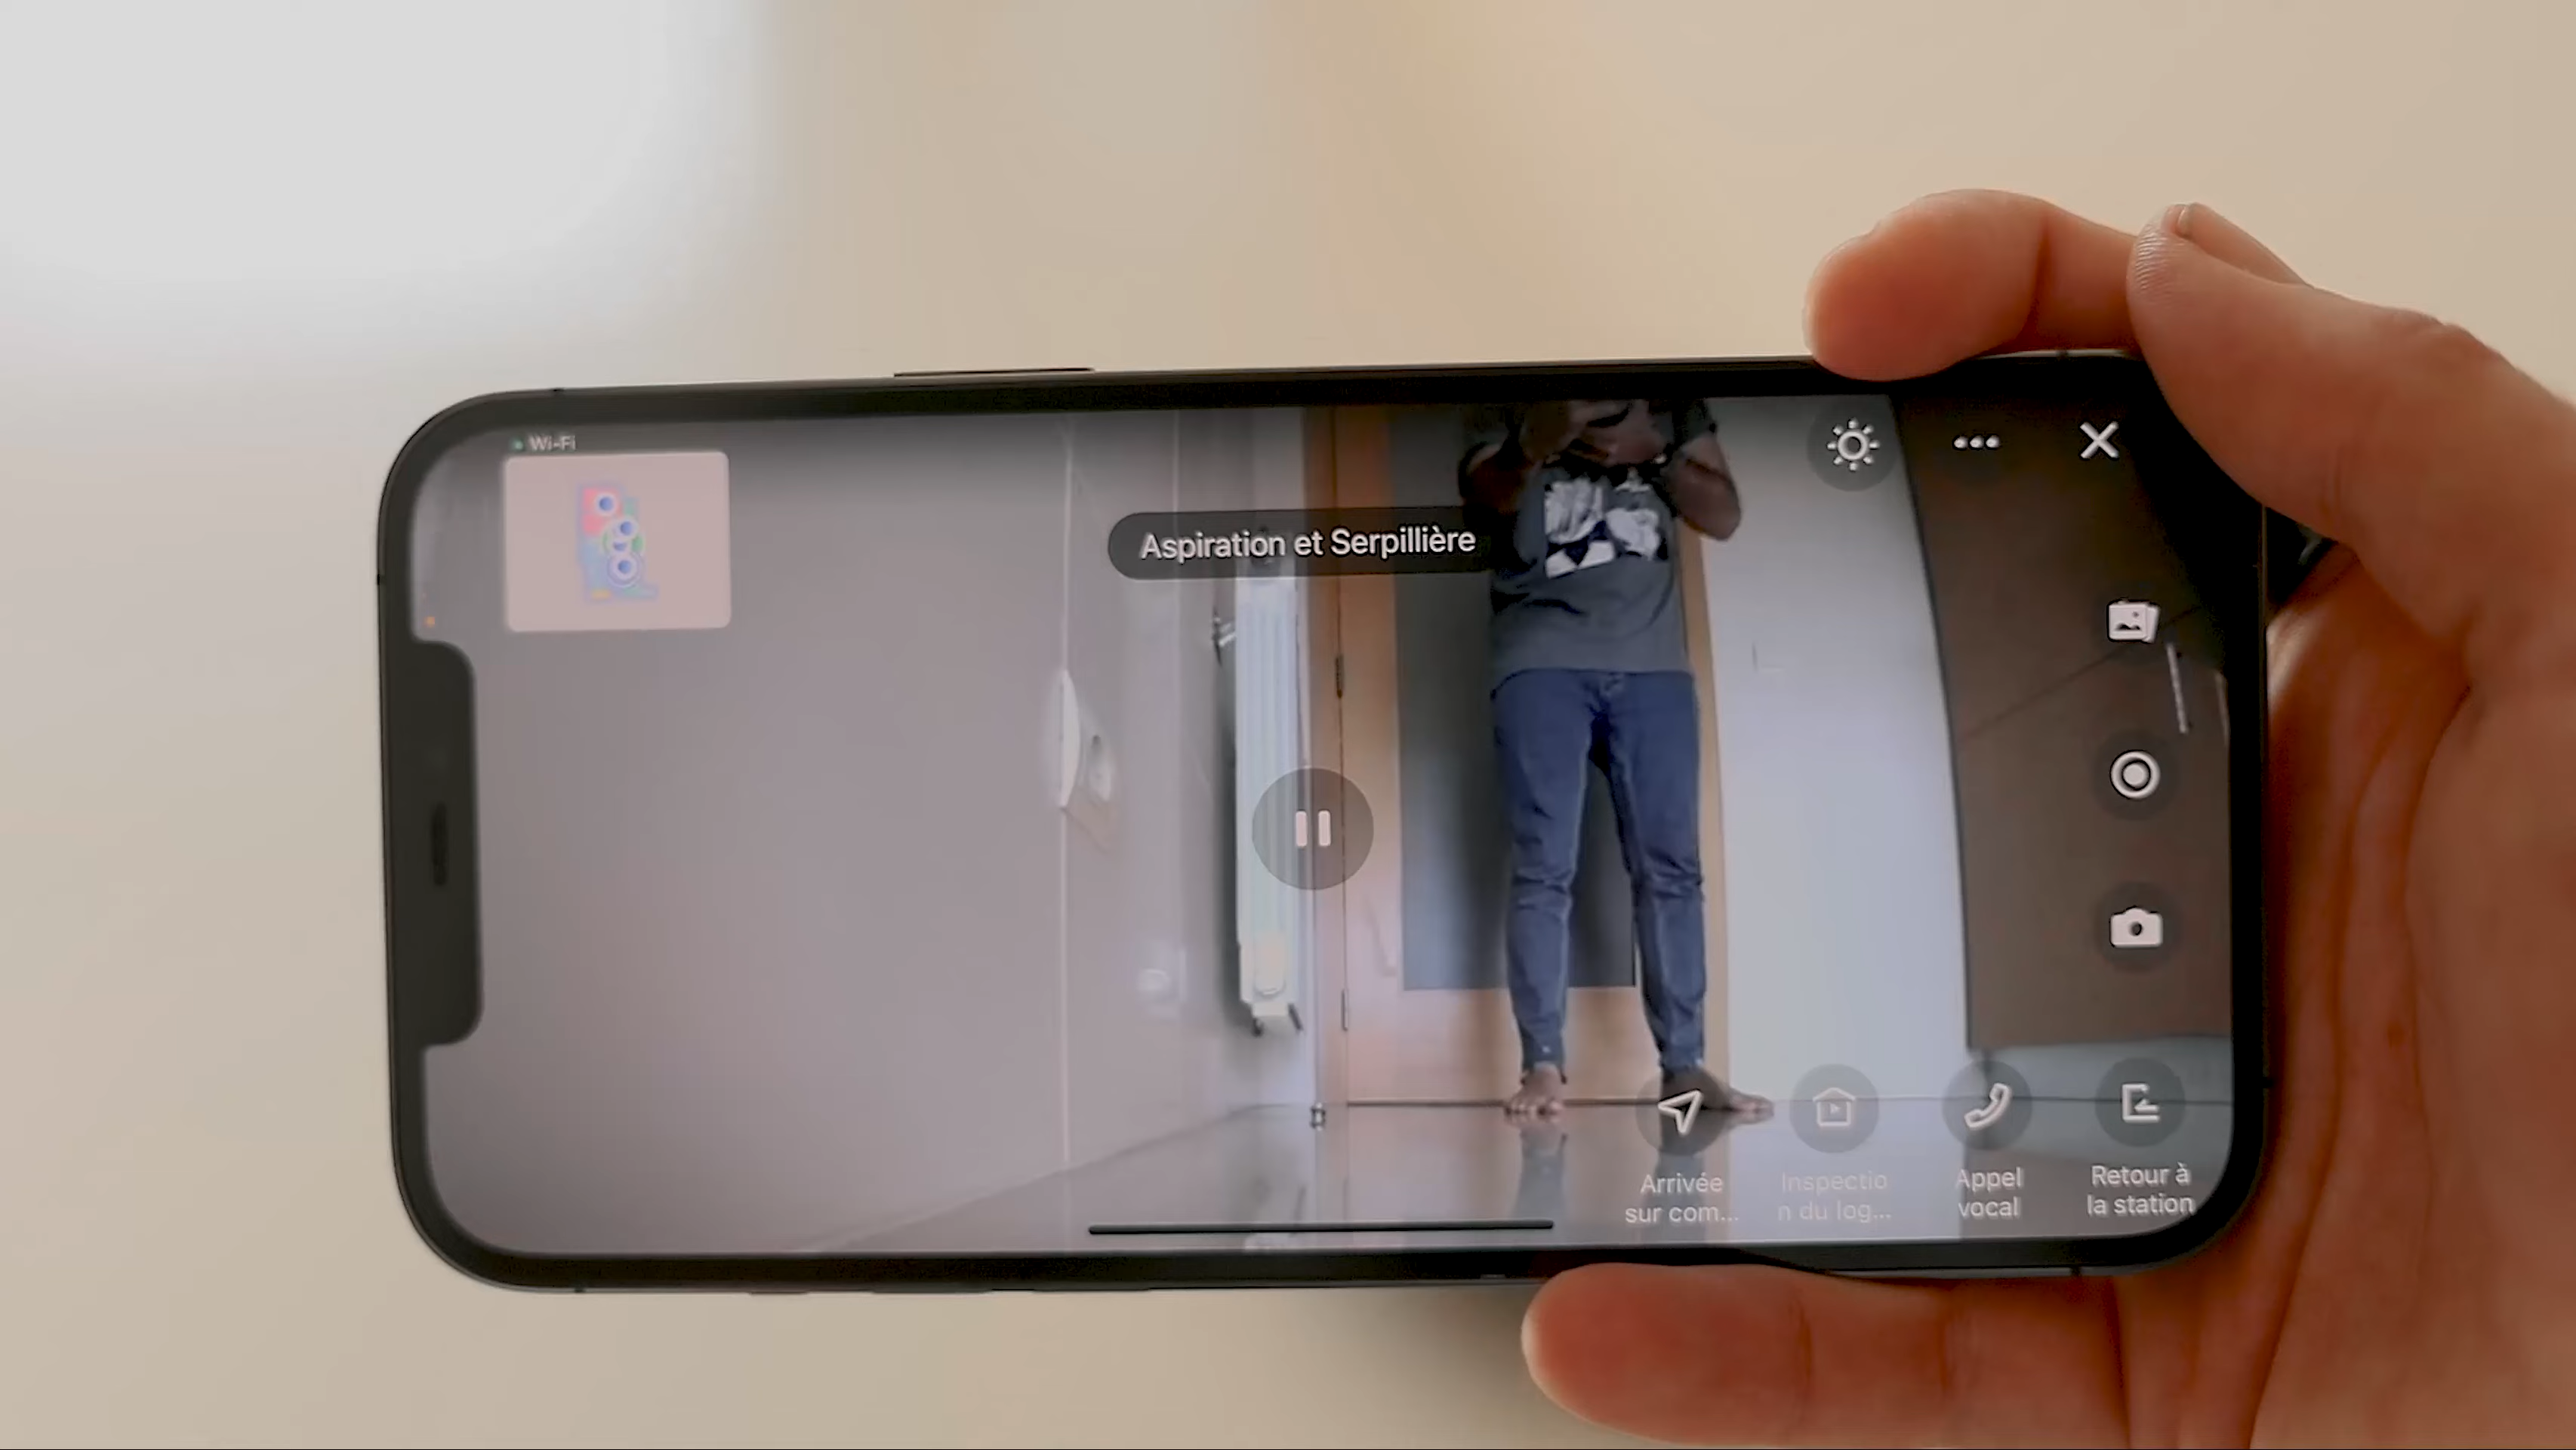 Wi-Fi
Aspiration et Serpillière
Arrivée
sur com...
Inspectio
n du log...
Appel
vocal
Retour à
la station